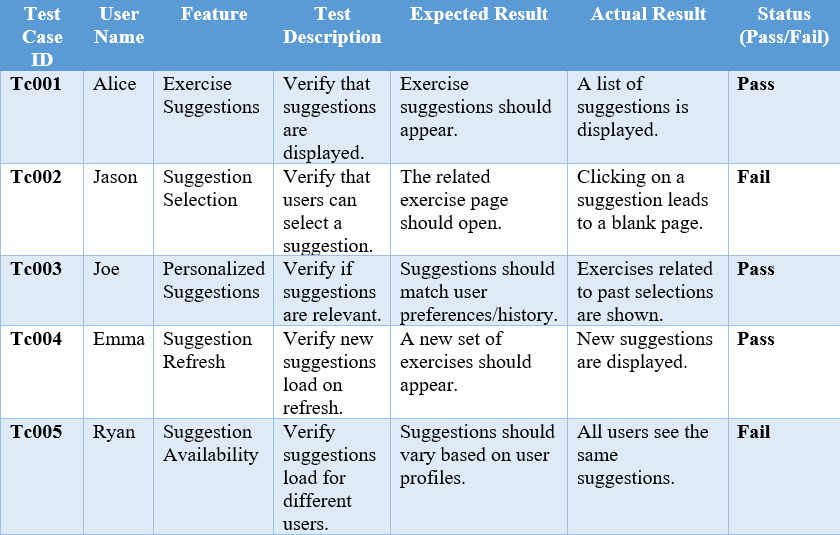 Test Case ID | User Name | Feature | Test Description | Expected Result | Actual Result | Status (Pass/Fail)
Tc001 | Alice | Exercise Suggestions | Verify that suggestions are displayed. | Exercise suggestions should appear. | A list of suggestions is displayed. | Pass
Tc002 | Jason | Suggestion Selection | Verify that users can select a suggestion. | The related exercise page should open. | Clicking on a suggestion leads to a blank page. | Fail
Tc003 | Joe | Personalized Suggestions | Verify if suggestions are relevant. | Suggestions should match user preferences/history. | Exercises related to past selections are shown. | Pass
Tc004 | Emma | Suggestion Refresh | Verify new suggestions load on refresh. | A new set of exercises should appear. | New suggestions are displayed. | Pass
Tc005 | Ryan | Suggestion Availability | Verify suggestions load for different users. | Suggestions should vary based on user profiles. | All users see the same suggestions. | Fail